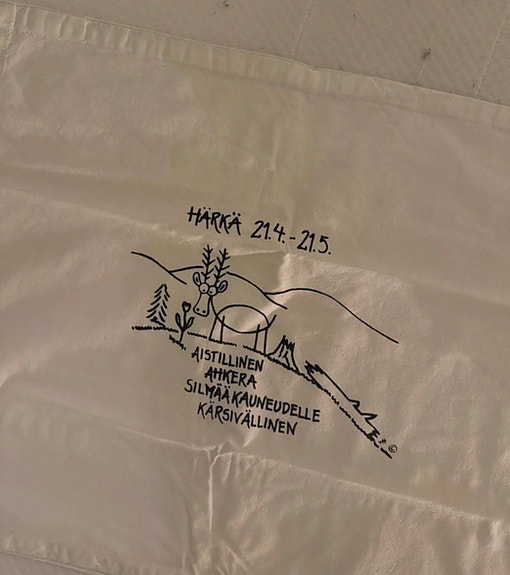 HÄRKÄ 21.4.-21.5.
AISTILLINEN
AHKERA
SILMÄÄ KAUNEUDELLE
KÄRSIVÄLLINEN
©